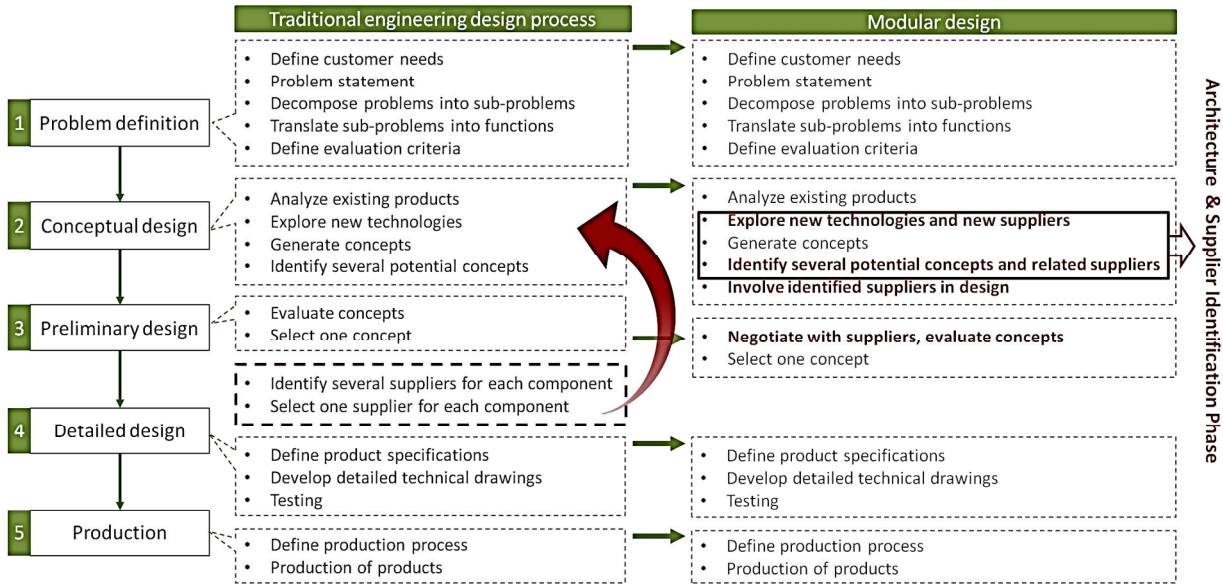 Traditional engineering design process
Modular design
1 Problem definition
• Define customer needs
• Problem statement
• Decompose problems into sub-problems
• Translate sub-problems into functions
• Define evaluation criteria
• Define customer needs
• Problem statement
• Decompose problems into sub-problems
• Translate sub-problems into functions
• Define evaluation criteria
2 Conceptual design
• Analyze existing products
• Explore new technologies
• Generate concepts
• Identify several potential concepts
• Analyze existing products
• Explore new technologies and new suppliers
• Generate concepts
• Identify several potential concepts and related suppliers
• Involve identified suppliers in design
3 Preliminary design
• Evaluate concepts
• Select one concept
• Negotiate with suppliers, evaluate concepts
• Select one concept
• Identify several suppliers for each component
• Select one supplier for each component
4 Detailed design
• Define product specifications
• Develop detailed technical drawings
• Testing
• Define product specifications
• Develop detailed technical drawings
• Testing
5 Production
• Define production process
• Production of products
• Define production process
• Production of products
Architecture & Supplier Identification Phase